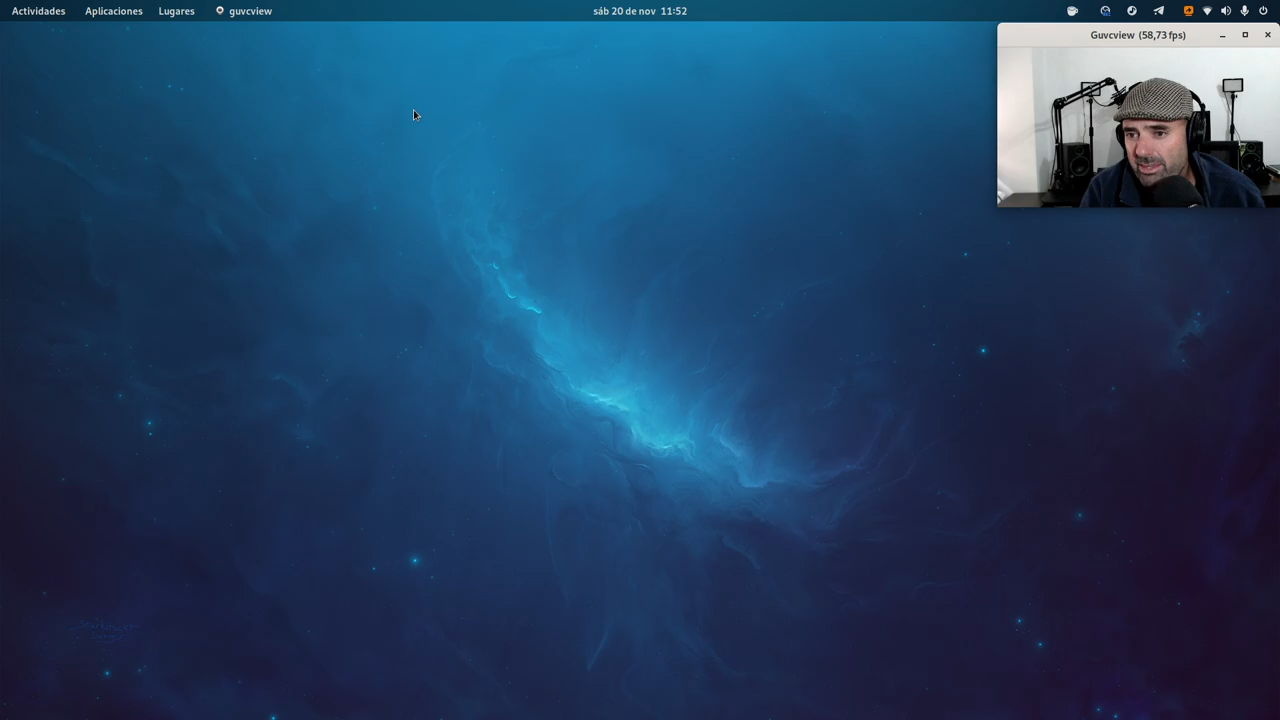 Actividades Aplicaciones Lugares guvcview sáb 20 de nov 11:52
Guvcview (58,73 fps)